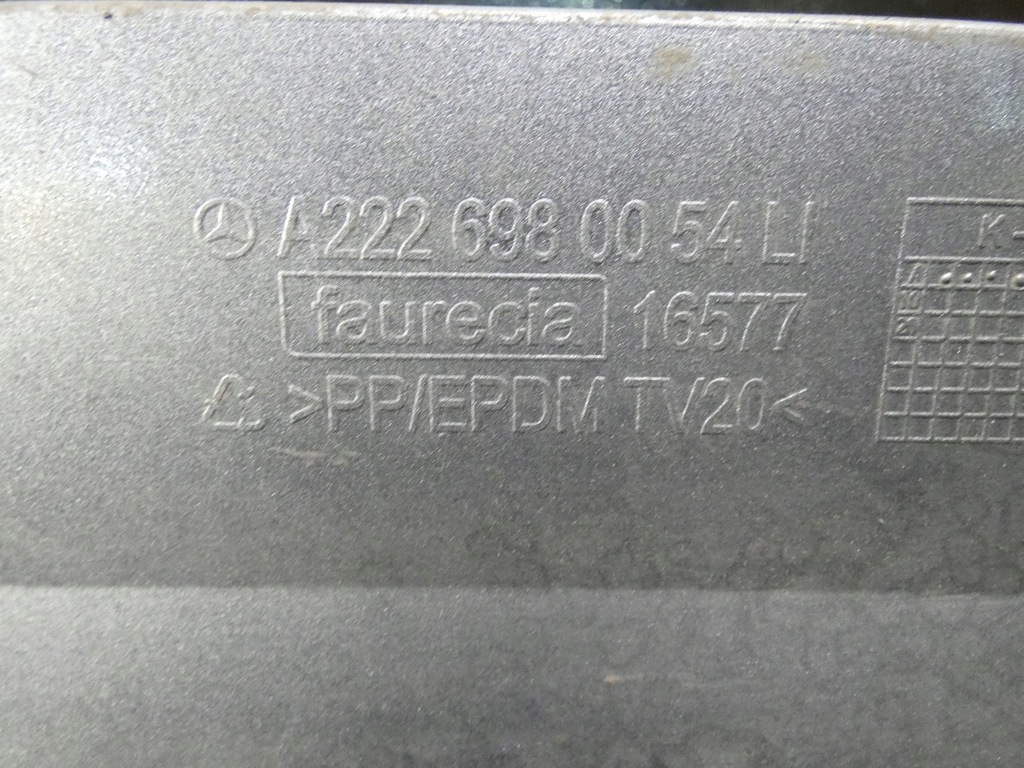 A222 698 00 54 LI
faurecia 16577
>PP/EPDM TV20<
K-